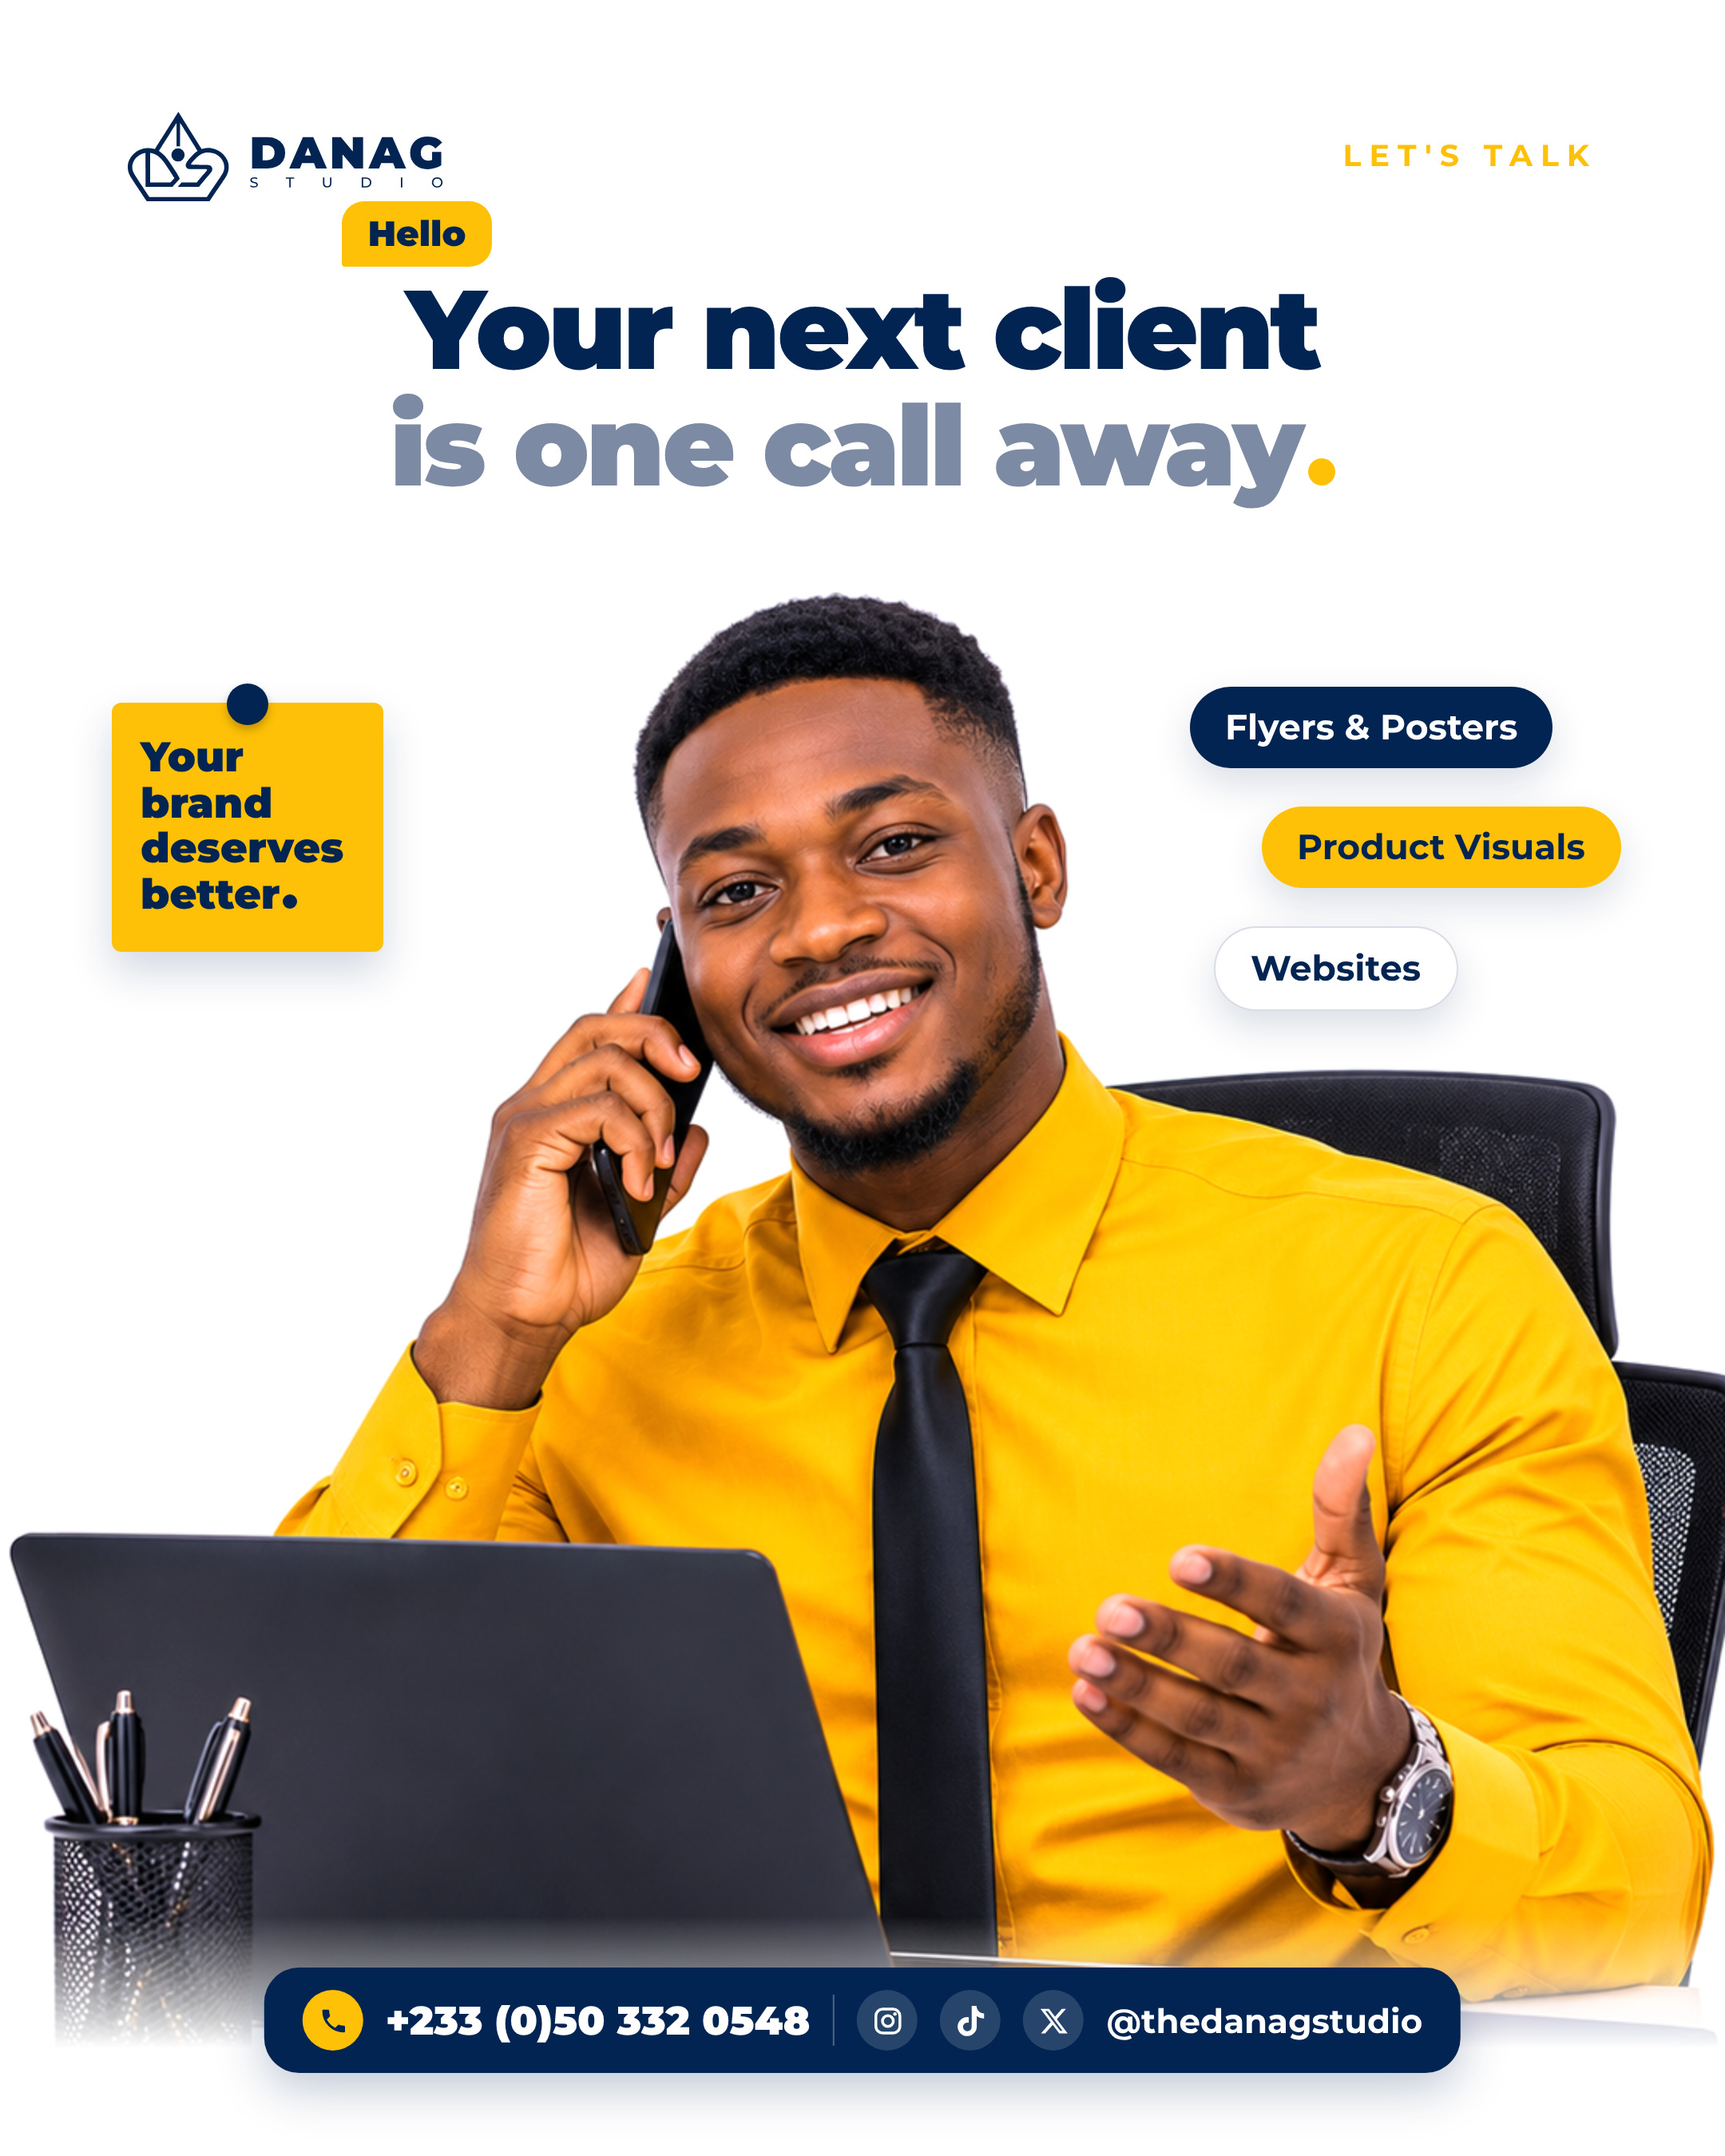 DANAG
STUDIO
LET'S TALK
Hello
Your next client
is one call away.
Your
brand
deserves
better.
Flyers & Posters
Product Visuals
Websites
+233 (0)50 332 0548
@thedanagstudio